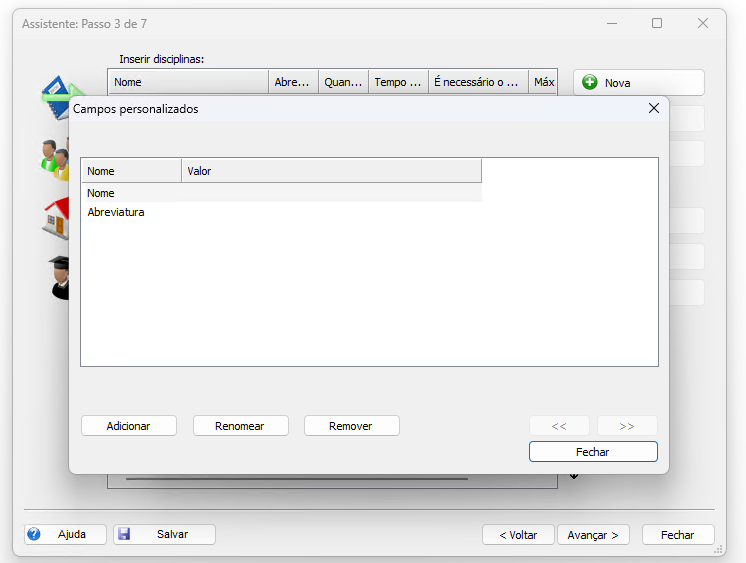 Assistente: Passo 3 de 7
Inserir disciplinas:
Nome Abre... Quan... Tempo ... É necessário o ... Máx
Nova
Campos personalizados
Nome Valor
Nome
Abreviatura
Adicionar Renomear Remover << >>
Fechar
Ajuda Salvar < Voltar Avançar > Fechar